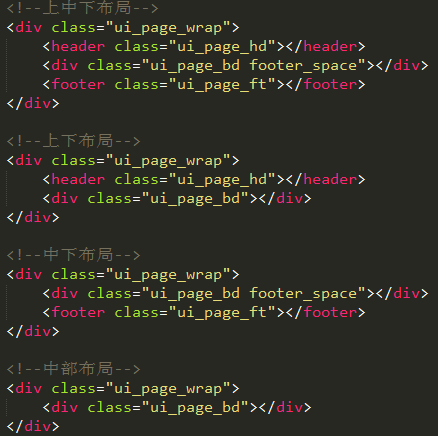 <!--上中下布局-->
<div class="ui_page_wrap">
    <header class="ui_page_hd"></header>
    <div class="ui_page_bd footer_space"></div>
    <footer class="ui_page_ft"></footer>
</div>

<!--上下布局-->
<div class="ui_page_wrap">
    <header class="ui_page_hd"></header>
    <div class="ui_page_bd"></div>
</div>

<!--中下布局-->
<div class="ui_page_wrap">
    <div class="ui_page_bd footer_space"></div>
    <footer class="ui_page_ft"></footer>
</div>

<!--中部布局-->
<div class="ui_page_wrap">
    <div class="ui_page_bd"></div>
</div>